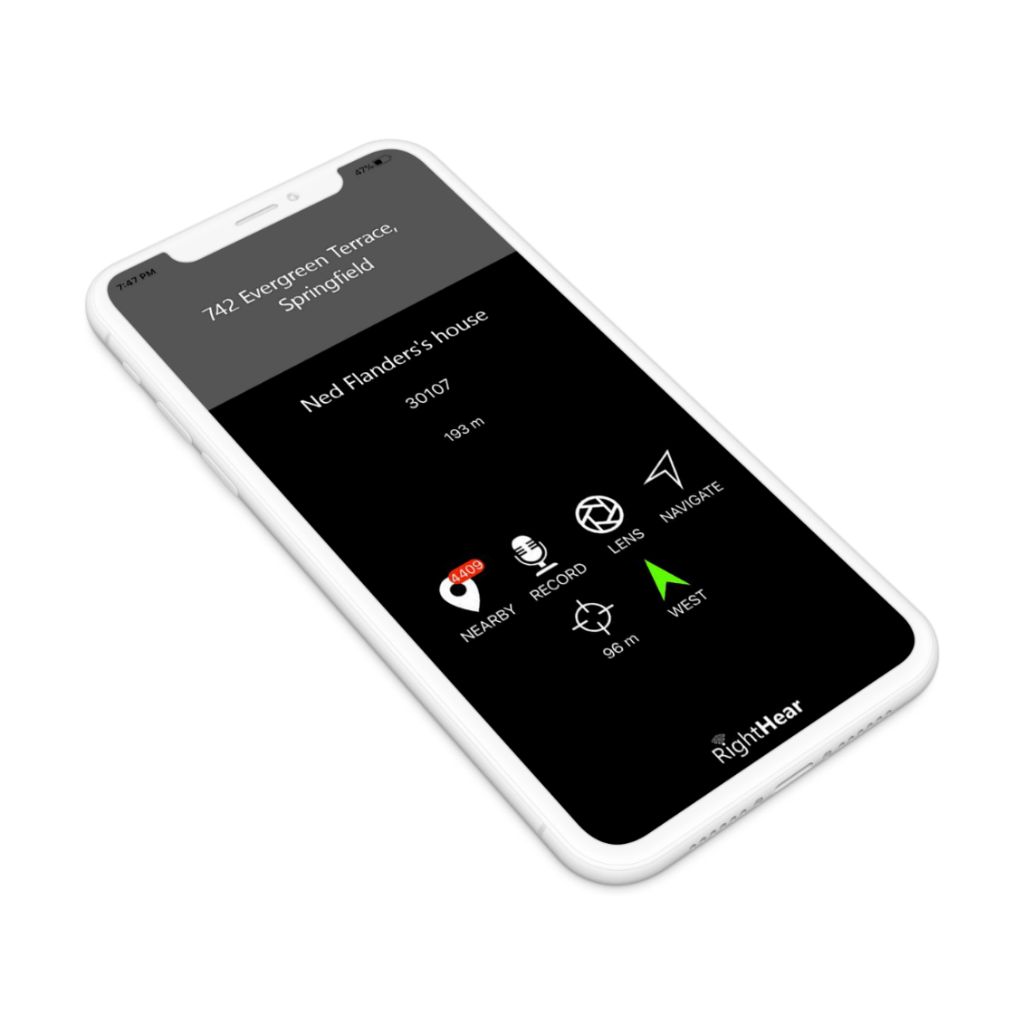 7:47 PM
47%
742 Evergreen Terrace,
Springfield
Ned Flanders's house
30107
193 m
4409
NEARBY
RECORD
LENS
NAVIGATE
96 m
WEST
RightHear